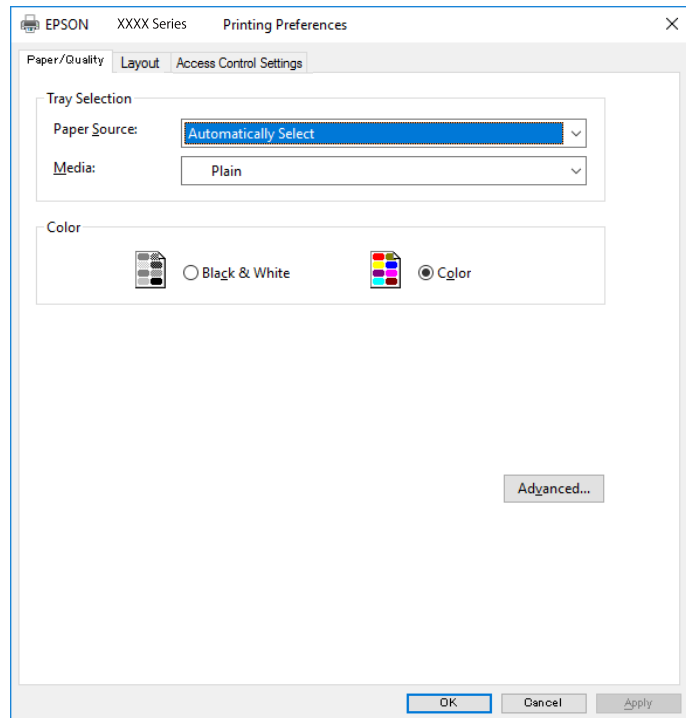 EPSON XXXX Series Printing Preferences
Paper/Quality Layout Access Control Settings
Tray Selection
Paper Source: Automatically Select
Media: Plain
Color
Black & White Color
Advanced...
OK Cancel Apply